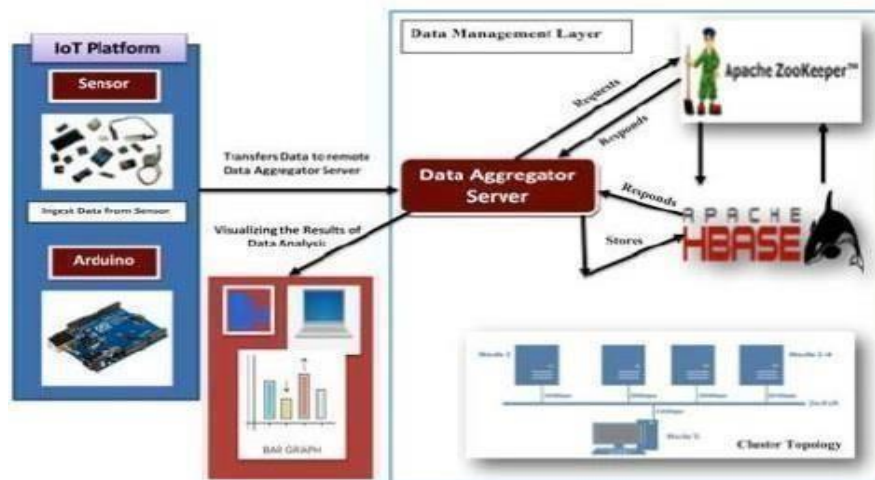 IoT Platform
Sensor
Ingest Data from Sensor
Arduino
Transfers Data to remote
Data Aggregator Server
Visualizing the Results of
Data Analysis
BAR GRAPH
Data Management Layer
Apache ZooKeeper™
Requests
Responds
Data Aggregator
Server
Responds
Stores
APACHE
HBASE
Cluster Topology